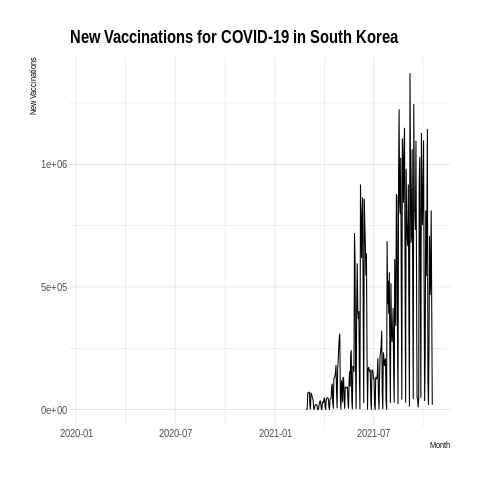 New Vaccinations for COVID-19 in South Korea
New Vaccinations
1e+06
5e+05
0e+00
2020-01 2020-07 2021-01 2021-07
Month